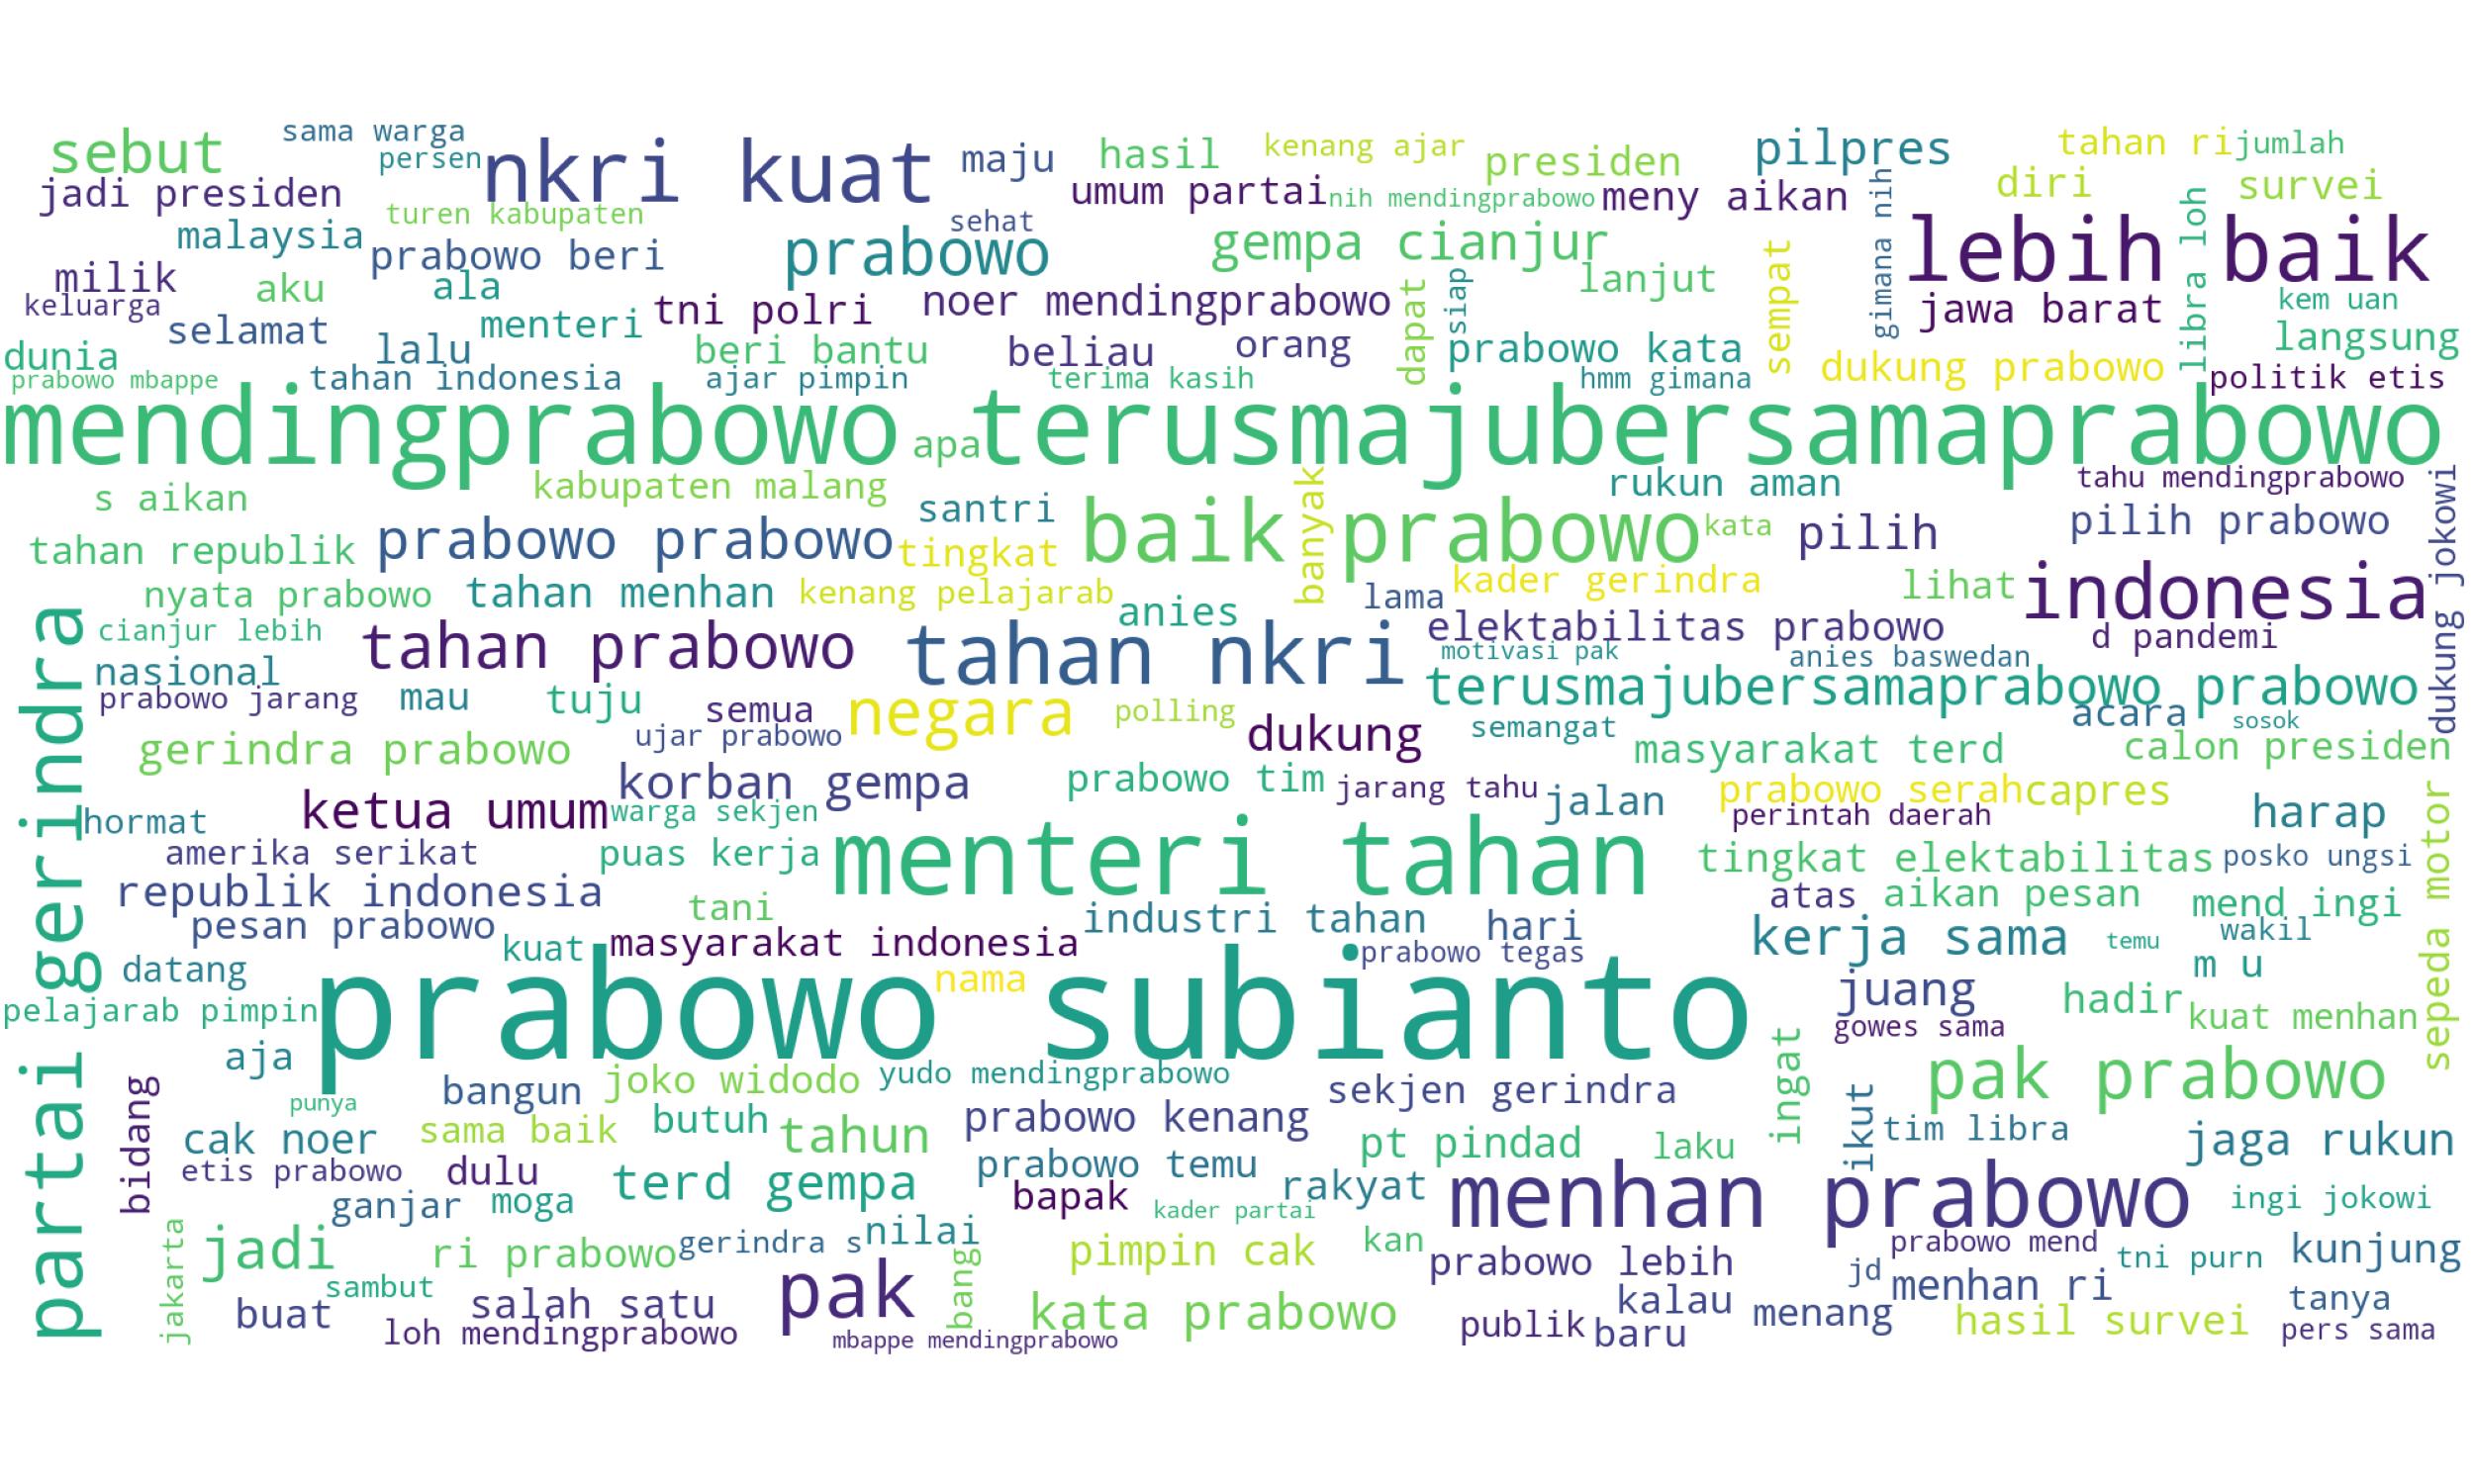 sebut
sama warga
persen
nkri kuat
maju
hasil
kenang ajar
presiden
pilpres
tahan ri
jumlah
jadi presiden
turen kabupaten
sehat
umum partai
nih mendingprabowo
meny aikan
gimana nih
diri
survei
malaysia
prabowo beri
prabowo
gempa cianjur
lebih baik
libra loh
milik
aku
ala
lanjut
sempat
keluarga
selamat
menteri
tni polri
noer mendingprabowo
dapat
psiap
jawa barat
kem uan
dunia
lalu
beri bantu
beliau
orang
prabowo kata
dukung prabowo
langsung
prabowo mbappe
tahan indonesia
ajar pimpin
terima kasih
hmm gimana
politik etis
mendingprabowo
apa
terusmajubersamaprabowo
s aikan
kabupaten malang
santri
banyak
rukun aman
tahu mendingprabowo
dukung jokowi
tahan republik
prabowo prabowo
tingkat
baik prabowo
kata
pilih
pilih prabowo
nyata prabowo
tahan menhan
kenang pelajarab
anies
lama
kader gerindra
lihat
indonesia
partai gerindra
cianjur lebih
tahan prabowo
tahan nkri
elektabilitas prabowo
d pandemi
nasional
motivasi pak
anies baswedan
prabowo jarang
mau
tuju
semua
negara
polling
terusmajubersamaprabowo prabowo
acara
sosok
gerindra prabowo
ujar prabowo
dukung
semangat
masyarakat terd
calon presiden
korban gempa
prabowo tim
jarang tahu
jalan
prabowo serah
capres
hormat
ketua umum
warga sekjen
perintah daerah
harap
sepeda motor
amerika serikat
puas kerja
menteri tahan
tingkat elektabilitas
posko ungsi
republik indonesia
tani
atas
aikan pesan
mend ingi
pesan prabowo
kuat
masyarakat indonesia
industri tahan
hari
prabowo tegas
kerja sama
temu
wakil
datang
nama
m u
pelajarab pimpin
prabowo subianto
juang
hadir
kuat menhan
gowes sama
aja
bidang
bangun
joko widodo
yudo mendingprabowo
sekjen gerindra
ingat
pak prabowo
punya
cak noer
sama baik
butuh
tahun
prabowo kenang
pt pindad
laku
ikut
tim libra
jaga rukun
etis prabowo
dulu
terd gempa
prabowo temu
rakyat
menhan prabowo
ganjar
moga
bapak
kader partai
ingi jokowi
jakarta
jadi
ri prabowo
gerindra s
nilai
bang
pimpin cak
kan
prabowo lebih
prabowo mend
tni purn
kunjung
sambut
pak
jd
menhan ri
buat
salah satu
kata prabowo
kalau
menang
hasil survei
tanya
loh mendingprabowo
mbappe mendingprabowo
publik
baru
pers sama